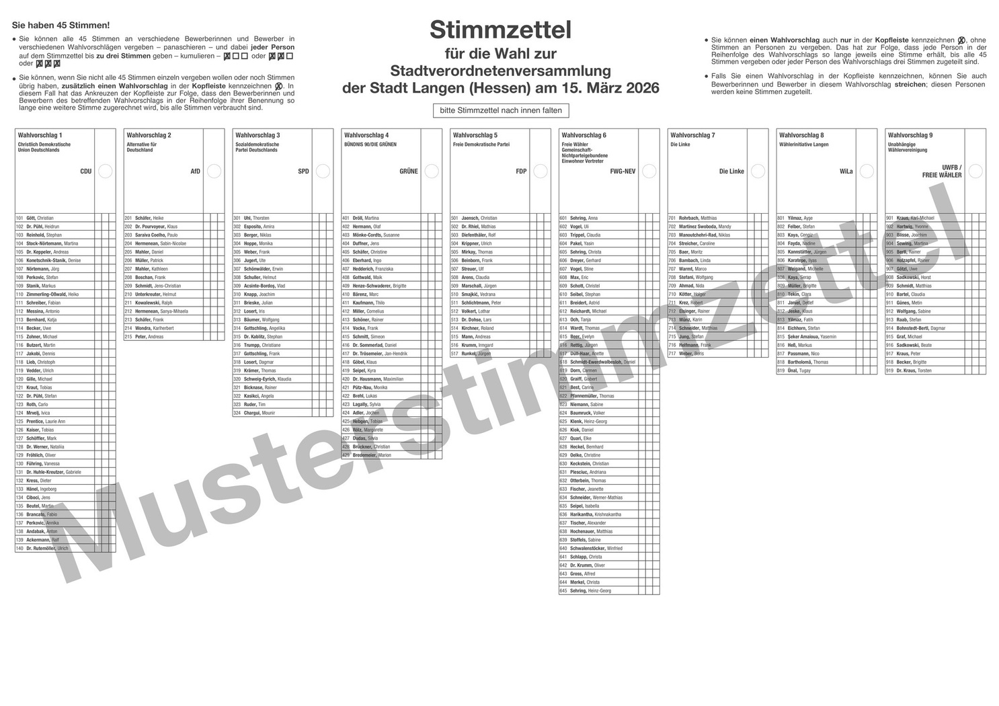 Sie haben 45 Stimmen!
● Sie können alle 45 Stimmen an verschiedene Bewerberinnen und Bewerber in
verschiedenen Wahlvorschlägen vergeben – panaschieren – und dabei jeder Person
auf dem Stimmzettel bis zu drei Stimmen geben – kumulieren – ☒☐☐ oder ☒☒☐
oder ☒☒☒
● Sie können, wenn Sie nicht alle 45 Stimmen einzeln vergeben wollen oder noch Stimmen
übrig haben, zusätzlich einen Wahlvorschlag in der Kopfleiste kennzeichnen ⓧ. In
diesem Fall hat das Ankreuzen der Kopfleiste zur Folge, dass den Bewerberinnen und
Bewerbern des betreffenden Wahlvorschlags in der Reihenfolge ihrer Benennung so
lange eine weitere Stimme zugerechnet wird, bis alle Stimmen verbraucht sind.
Stimmzettel
für die Wahl zur
Stadtverordnetenversammlung
der Stadt Langen (Hessen) am 15. März 2026
bitte Stimmzettel nach innen falten
● Sie können einen Wahlvorschlag auch nur in der Kopfleiste kennzeichnen ⓧ, ohne
Stimmen an Personen zu vergeben. Das hat zur Folge, dass jede Person in der
Reihenfolge des Wahlvorschlags so lange jeweils eine Stimme erhält, bis alle 45
Stimmen vergeben oder jeder Person des Wahlvorschlags drei Stimmen zugeteilt sind.
● Falls Sie einen Wahlvorschlag in der Kopfleiste kennzeichnen, können Sie auch
Bewerberinnen und Bewerber in diesem Wahlvorschlag streichen; diesen Personen
werden keine Stimmen zugeteilt.
Wahlvorschlag 1
Christlich Demokratische
Union Deutschlands
CDU
101 Gött, Christian
102 Dr. Pühl, Heidrun
103 Reinhold, Stephan
104 Stock-Nörtemann, Martina
105 Dr. Keppeler, Andreas
106 Konetschnik-Stanik, Denise
107 Nörtemann, Jörg
108 Perkovic, Stefan
109 Stanik, Markus
110 Zimmerling-Oßwald, Heiko
111 Schreiber, Fabian
112 Messina, Antonio
113 Bernhard, Katja
114 Becker, Uwe
115 Zohner, Michael
116 Butzert, Martin
117 Jakobi, Dennis
118 Lieb, Christoph
119 Vedder, Ulrich
120 Gille, Michael
121 Kraut, Tobias
122 Dr. Pühl, Stefan
123 Roth, Carlo
124 Mrvelj, Ivica
125 Prentice, Laurie Ann
126 Kaiser, Tobias
127 Schöffler, Mark
128 Dr. Werner, Nataliia
129 Fröhlich, Oliver
130 Führing, Vanessa
131 Dr. Huhle-Kreutzer, Gabriele
132 Kress, Dieter
133 Hänel, Ingeborg
134 Ciboci, Jens
135 Beutel, Martin
136 Brancato, Fabio
137 Perkovic, Annika
138 Andabak, Anton
139 Ackermann, Ralf
140 Dr. Rutemöller, Ulrich
Wahlvorschlag 2
Alternative für
Deutschland
AfD
201 Schäfer, Heike
202 Dr. Pourvoyeur, Klaus
203 Saraiva Coelho, Paulo
204 Hermenean, Sabin-Nicolae
205 Mahler, Daniel
206 Müller, Patrick
207 Mahler, Kathleen
208 Boschan, Frank
209 Schmidt, Jens-Christian
210 Unterkreuter, Helmut
211 Kowalewski, Ralph
212 Hermenean, Sanya-Mihaela
213 Schäfer, Frank
214 Wondra, Karlherbert
215 Peter, Andreas
Wahlvorschlag 3
Sozialdemokratische
Partei Deutschlands
SPD
301 Uhl, Thorsten
302 Esposito, Amira
303 Berger, Niklas
304 Hoppe, Monika
305 Weber, Frank
306 Jugert, Ute
307 Schönwälder, Erwin
308 Schuller, Helmut
309 Acsinte-Bordoș, Vlad
310 Knapp, Joachim
311 Brieske, Julian
312 Losert, Iris
313 Bäumer, Wolfgang
314 Gottschling, Angelika
315 Dr. Kablitz, Stephan
316 Trumpp, Christiane
317 Gottschling, Frank
318 Losert, Dagmar
319 Krämer, Thomas
320 Schweig-Eyrich, Klaudia
321 Bicknase, Rainer
322 Kasikci, Angela
323 Ruder, Tim
324 Chargui, Mounir
Wahlvorschlag 4
BÜNDNIS 90/DIE GRÜNEN
GRÜNE
401 Dröll, Martina
402 Hermann, Olaf
403 Mönke-Cordts, Susanne
404 Duffner, Jens
405 Schäfer, Christine
406 Eberhard, Ingo
407 Hedderich, Franziska
408 Gottwald, Maik
409 Henze-Schwaderer, Brigitte
410 Bärenz, Marc
411 Kaufmann, Thilo
412 Miller, Cornelius
413 Schöner, Rainer
414 Vocke, Frank
415 Schmitt, Simeon
416 Dr. Sommerlad, Daniel
417 Dr. Trösemeier, Jan-Hendrik
418 Göbel, Klaus
419 Seipel, Kyra
420 Dr. Hausmann, Maximilian
421 Pütz-Nau, Monika
422 Brehl, Lukas
423 Lagally, Sylvia
424 Adler, Jochen
425 Hebgen, Tobias
426 Rölz, Margarete
427 Dudas, Silvia
428 Brückner, Christian
429 Bredemeier, Marion
Wahlvorschlag 5
Freie Demokratische Partei
FDP
501 Jaensch, Christian
502 Dr. Rhiel, Mathias
503 Diefenthäler, Rolf
504 Krippner, Ulrich
505 Mirkay, Thomas
506 Beinborn, Frank
507 Streuer, Ulf
508 Arens, Claudia
509 Marschall, Jürgen
510 Smajkić, Vedrana
511 Schlichtmann, Peter
512 Volkert, Lothar
513 Dr. Dohse, Lars
514 Kirchner, Roland
515 Mann, Andreas
516 Krumm, Irmgard
517 Runkel, Jürgen
Wahlvorschlag 6
Freie Wähler
Gemeinschaft-
Nichtparteigebundene
Einwohner Vertreter
FWG-NEV
601 Sehring, Anna
602 Vogel, Uli
603 Trippel, Claudia
604 Pakel, Yasin
605 Sehring, Christa
606 Dreyer, Gerhard
607 Vogel, Stine
608 Max, Eric
609 Schott, Christel
610 Seibel, Stephan
611 Breidert, Astrid
612 Reichardt, Michael
613 Och, Tanja
614 Wardt, Thomas
615 Beer, Evelyn
616 Rettig, Jürgen
617 Düll-Haar, Anette
618 Schmidt-Ewerdwalbesloh, Daniel
619 Dorn, Carmen
620 Graiff, Gisbert
621 Best, Carina
622 Pfannemüller, Thomas
623 Niemann, Sabine
624 Baumruck, Volker
625 Klenk, Heinz-Georg
626 Kiok, Daniel
627 Quari, Elke
628 Heckel, Bernhard
629 Oelke, Christine
630 Keckstein, Christian
631 Plesciuc, Andriana
632 Otterbein, Thomas
633 Fischer, Jeanette
634 Schneider, Werner-Mathias
635 Seipel, Isabella
636 Harikantha, Krishnakantha
637 Tischer, Alexander
638 Hochenauer, Matthias
639 Stoffels, Sabine
640 Schwalenstöcker, Winfried
641 Schlapp, Christa
642 Dr. Krumm, Oliver
643 Gross, Alfred
644 Merkel, Christa
645 Sehring, Heinz-Georg
Wahlvorschlag 7
Die Linke
Die Linke
701 Rohrbach, Matthias
702 Martinez Swoboda, Mandy
703 Manoutchehri-Rad, Niklas
704 Streicher, Caroline
705 Baer, Moritz
706 Bambach, Linda
707 Warmt, Marco
708 Stefani, Wolfgang
709 Ahmad, Nida
710 Kötter, Holger
711 Krez, Robert
712 Elsinger, Rainer
713 Münz, Karin
714 Schneider, Matthias
715 Jung, Stefan
716 Helfmann, Frank
717 Weber, Boris
Wahlvorschlag 8
Wählerinitiative Langen
WiLa
801 Yilmaz, Ayşe
802 Felber, Stefan
803 Kaya, Cengiz
804 Fayda, Nadine
805 Kannstätter, Jürgen
806 Karatepe, Ilyas
807 Weigand, Michelle
808 Kaya, Serap
809 Müller, Brigitte
810 Tekin, Clara
811 Janiel, Detlef
812 Jeske, Klaus
813 Yilmaz, Fatih
814 Eichhorn, Stefan
815 Şeker Amaioua, Yasemin
816 Heß, Markus
817 Passmann, Nico
818 Bartholomä, Thomas
819 Ünal, Tugay
Wahlvorschlag 9
Unabhängige
Wählervereinigung
UWFB /
FREIE WÄHLER
901 Kraus, Karl-Michael
902 Hartwig, Yvonne
903 Blisse, Joachim
904 Sewing, Martina
905 Bertl, Rainer
906 Holzapfel, Rainer
907 Götzl, Uwe
908 Sadkowski, Horst
909 Schmidt, Matthias
910 Bartel, Claudia
911 Günes, Metin
912 Wolfgang, Sabine
913 Raab, Stefan
914 Bohnstedt-Bertl, Dagmar
915 Graf, Michael
916 Sadkowski, Beate
917 Kraus, Peter
918 Becker, Brigitte
919 Dr. Kraus, Torsten
Musterstimmzettel